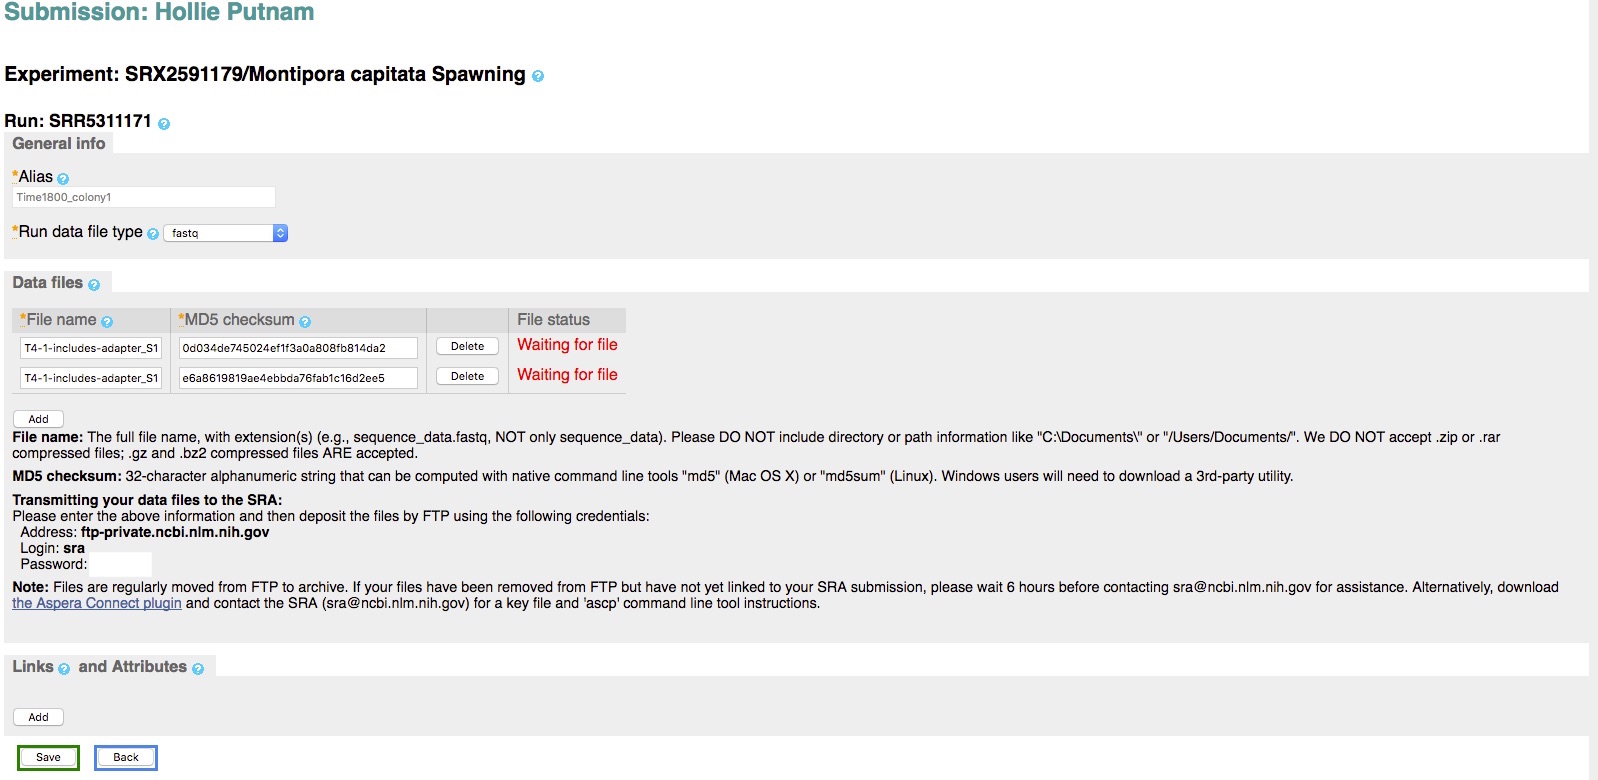 Submission: Hollie Putnam
Experiment: SRX2591179/Montipora capitata Spawning ?
Run: SRR5311171 ?
General info
*Alias ?
Time1800_colony1
*Run data file type ? fastq
Data files ?
*File name ? *MD5 checksum ? File status
T4-1-includes-adapter_S1 0d034de745024ef1f3a0a808fb814da2 Delete Waiting for file
T4-1-includes-adapter_S1 e6a8619819ae4ebbda76fab1c16d2ee5 Delete Waiting for file
Add
File name: The full file name, with extension(s) (e.g., sequence_data.fastq, NOT only sequence_data). Please DO NOT include directory or path information like "C:\Documents\" or "/Users/Documents/". We DO NOT accept .zip or .rar
compressed files; .gz and .bz2 compressed files ARE accepted.
MD5 checksum: 32-character alphanumeric string that can be computed with native command line tools "md5" (Mac OS X) or "md5sum" (Linux). Windows users will need to download a 3rd-party utility.
Transmitting your data files to the SRA:
Please enter the above information and then deposit the files by FTP using the following credentials:
Address: ftp-private.ncbi.nlm.nih.gov
Login: sra
Password:
Note: Files are regularly moved from FTP to archive. If your files have been removed from FTP but have not yet linked to your SRA submission, please wait 6 hours before contacting sra@ncbi.nlm.nih.gov for assistance. Alternatively, download
the Aspera Connect plugin and contact the SRA (sra@ncbi.nlm.nih.gov) for a key file and 'ascp' command line tool instructions.
Links ? and Attributes ?
Add
Save Back